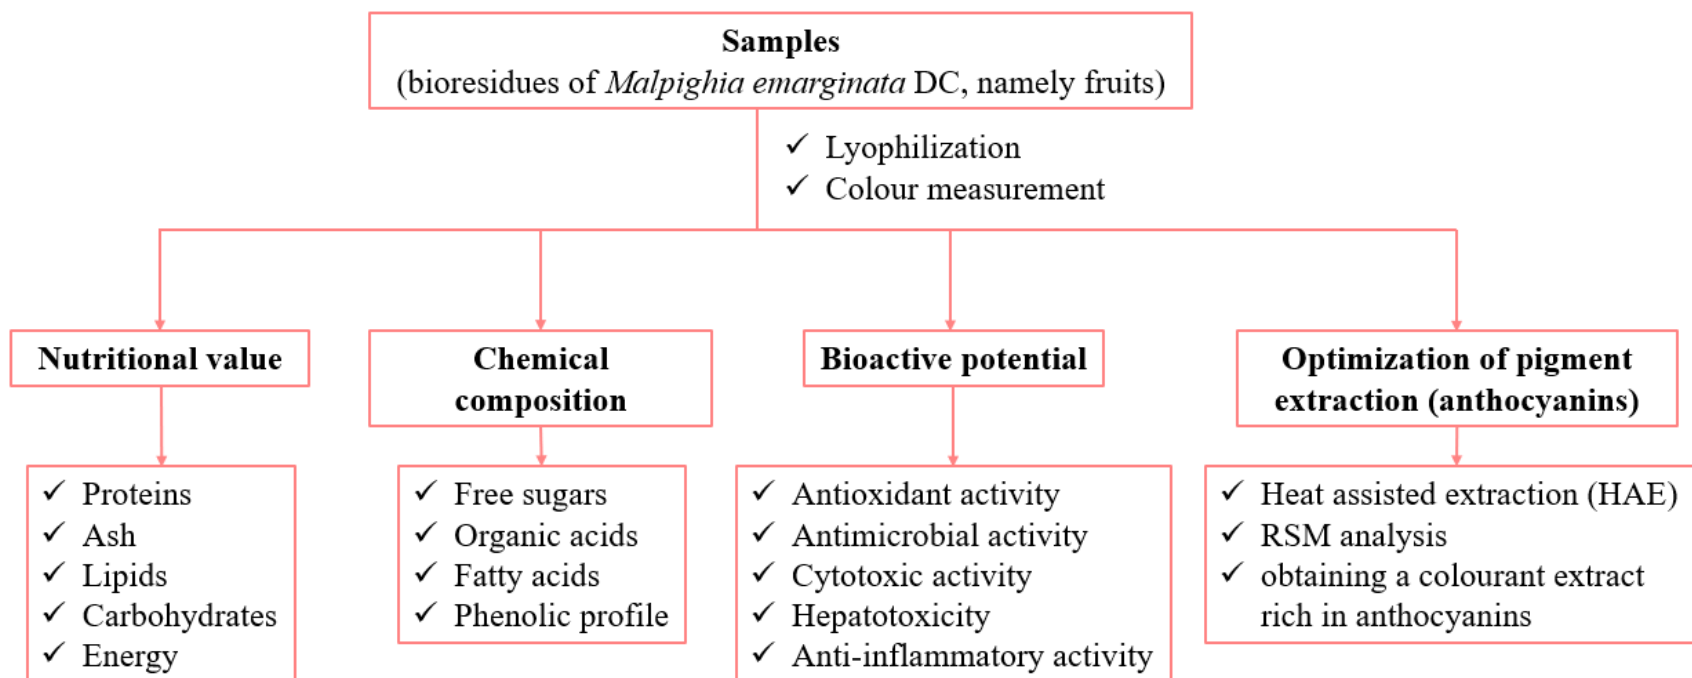 Samples
(bioresidues of Malpighia emarginata DC, namely fruits)
✓ Lyophilization
✓ Colour measurement
Nutritional value
✓ Proteins
✓ Ash
✓ Lipids
✓ Carbohydrates
✓ Energy
Chemical
composition
✓ Free sugars
✓ Organic acids
✓ Fatty acids
✓ Phenolic profile
Bioactive potential
✓ Antioxidant activity
✓ Antimicrobial activity
✓ Cytotoxic activity
✓ Hepatotoxicity
✓ Anti-inflammatory activity
Optimization of pigment
extraction (anthocyanins)
✓ Heat assisted extraction (HAE)
✓ RSM analysis
✓ obtaining a colourant extract
rich in anthocyanins